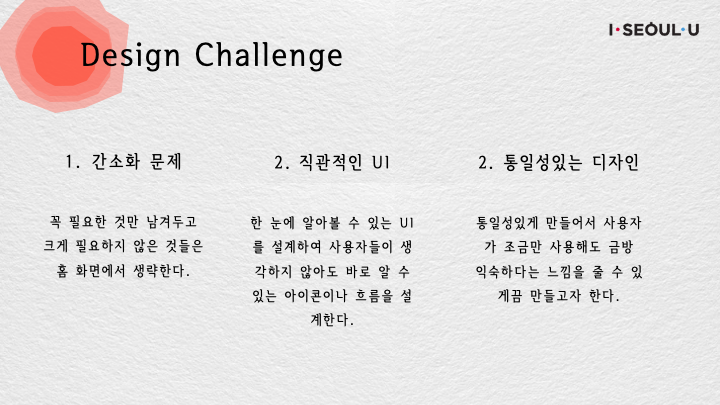 Design Challenge
I·SEOUL·U
1. 간소화 문제
꼭 필요한 것만 남겨두고
크게 필요하지 않은 것들은
홈 화면에서 생략한다.
2. 직관적인 UI
한 눈에 알아볼 수 있는 UI
를 설계하여 사용자들이 생
각하지 않아도 바로 알 수
있는 아이콘이나 흐름을 설
계한다.
2. 통일성있는 디자인
통일성있게 만들어서 사용자
가 조금만 사용해도 금방
익숙하다는 느낌을 줄 수 있
게끔 만들고자 한다.